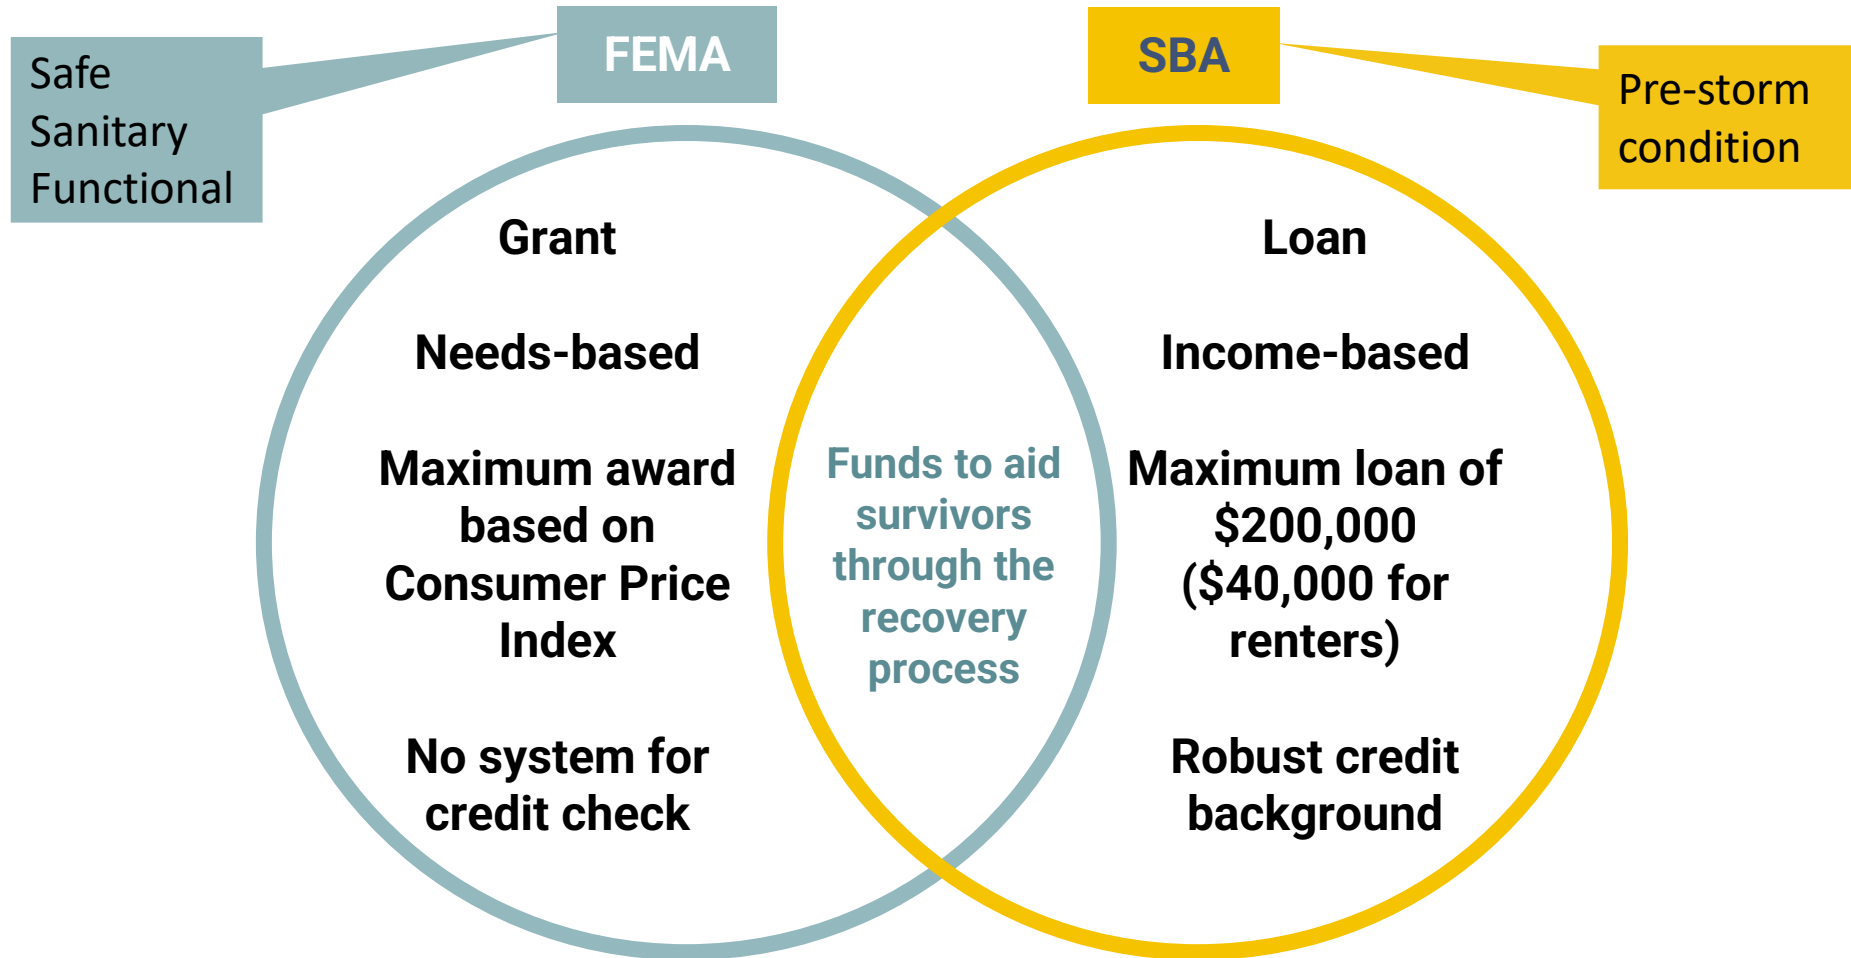 FEMA
SBA
Safe
Sanitary
Functional
Pre-storm
condition
Grant
Needs-based
Maximum award
based on
Consumer Price
Index
No system for
credit check
Funds to aid
survivors
through the
recovery
process
Loan
Income-based
Maximum loan of
$200,000
($40,000 for
renters)
Robust credit
background